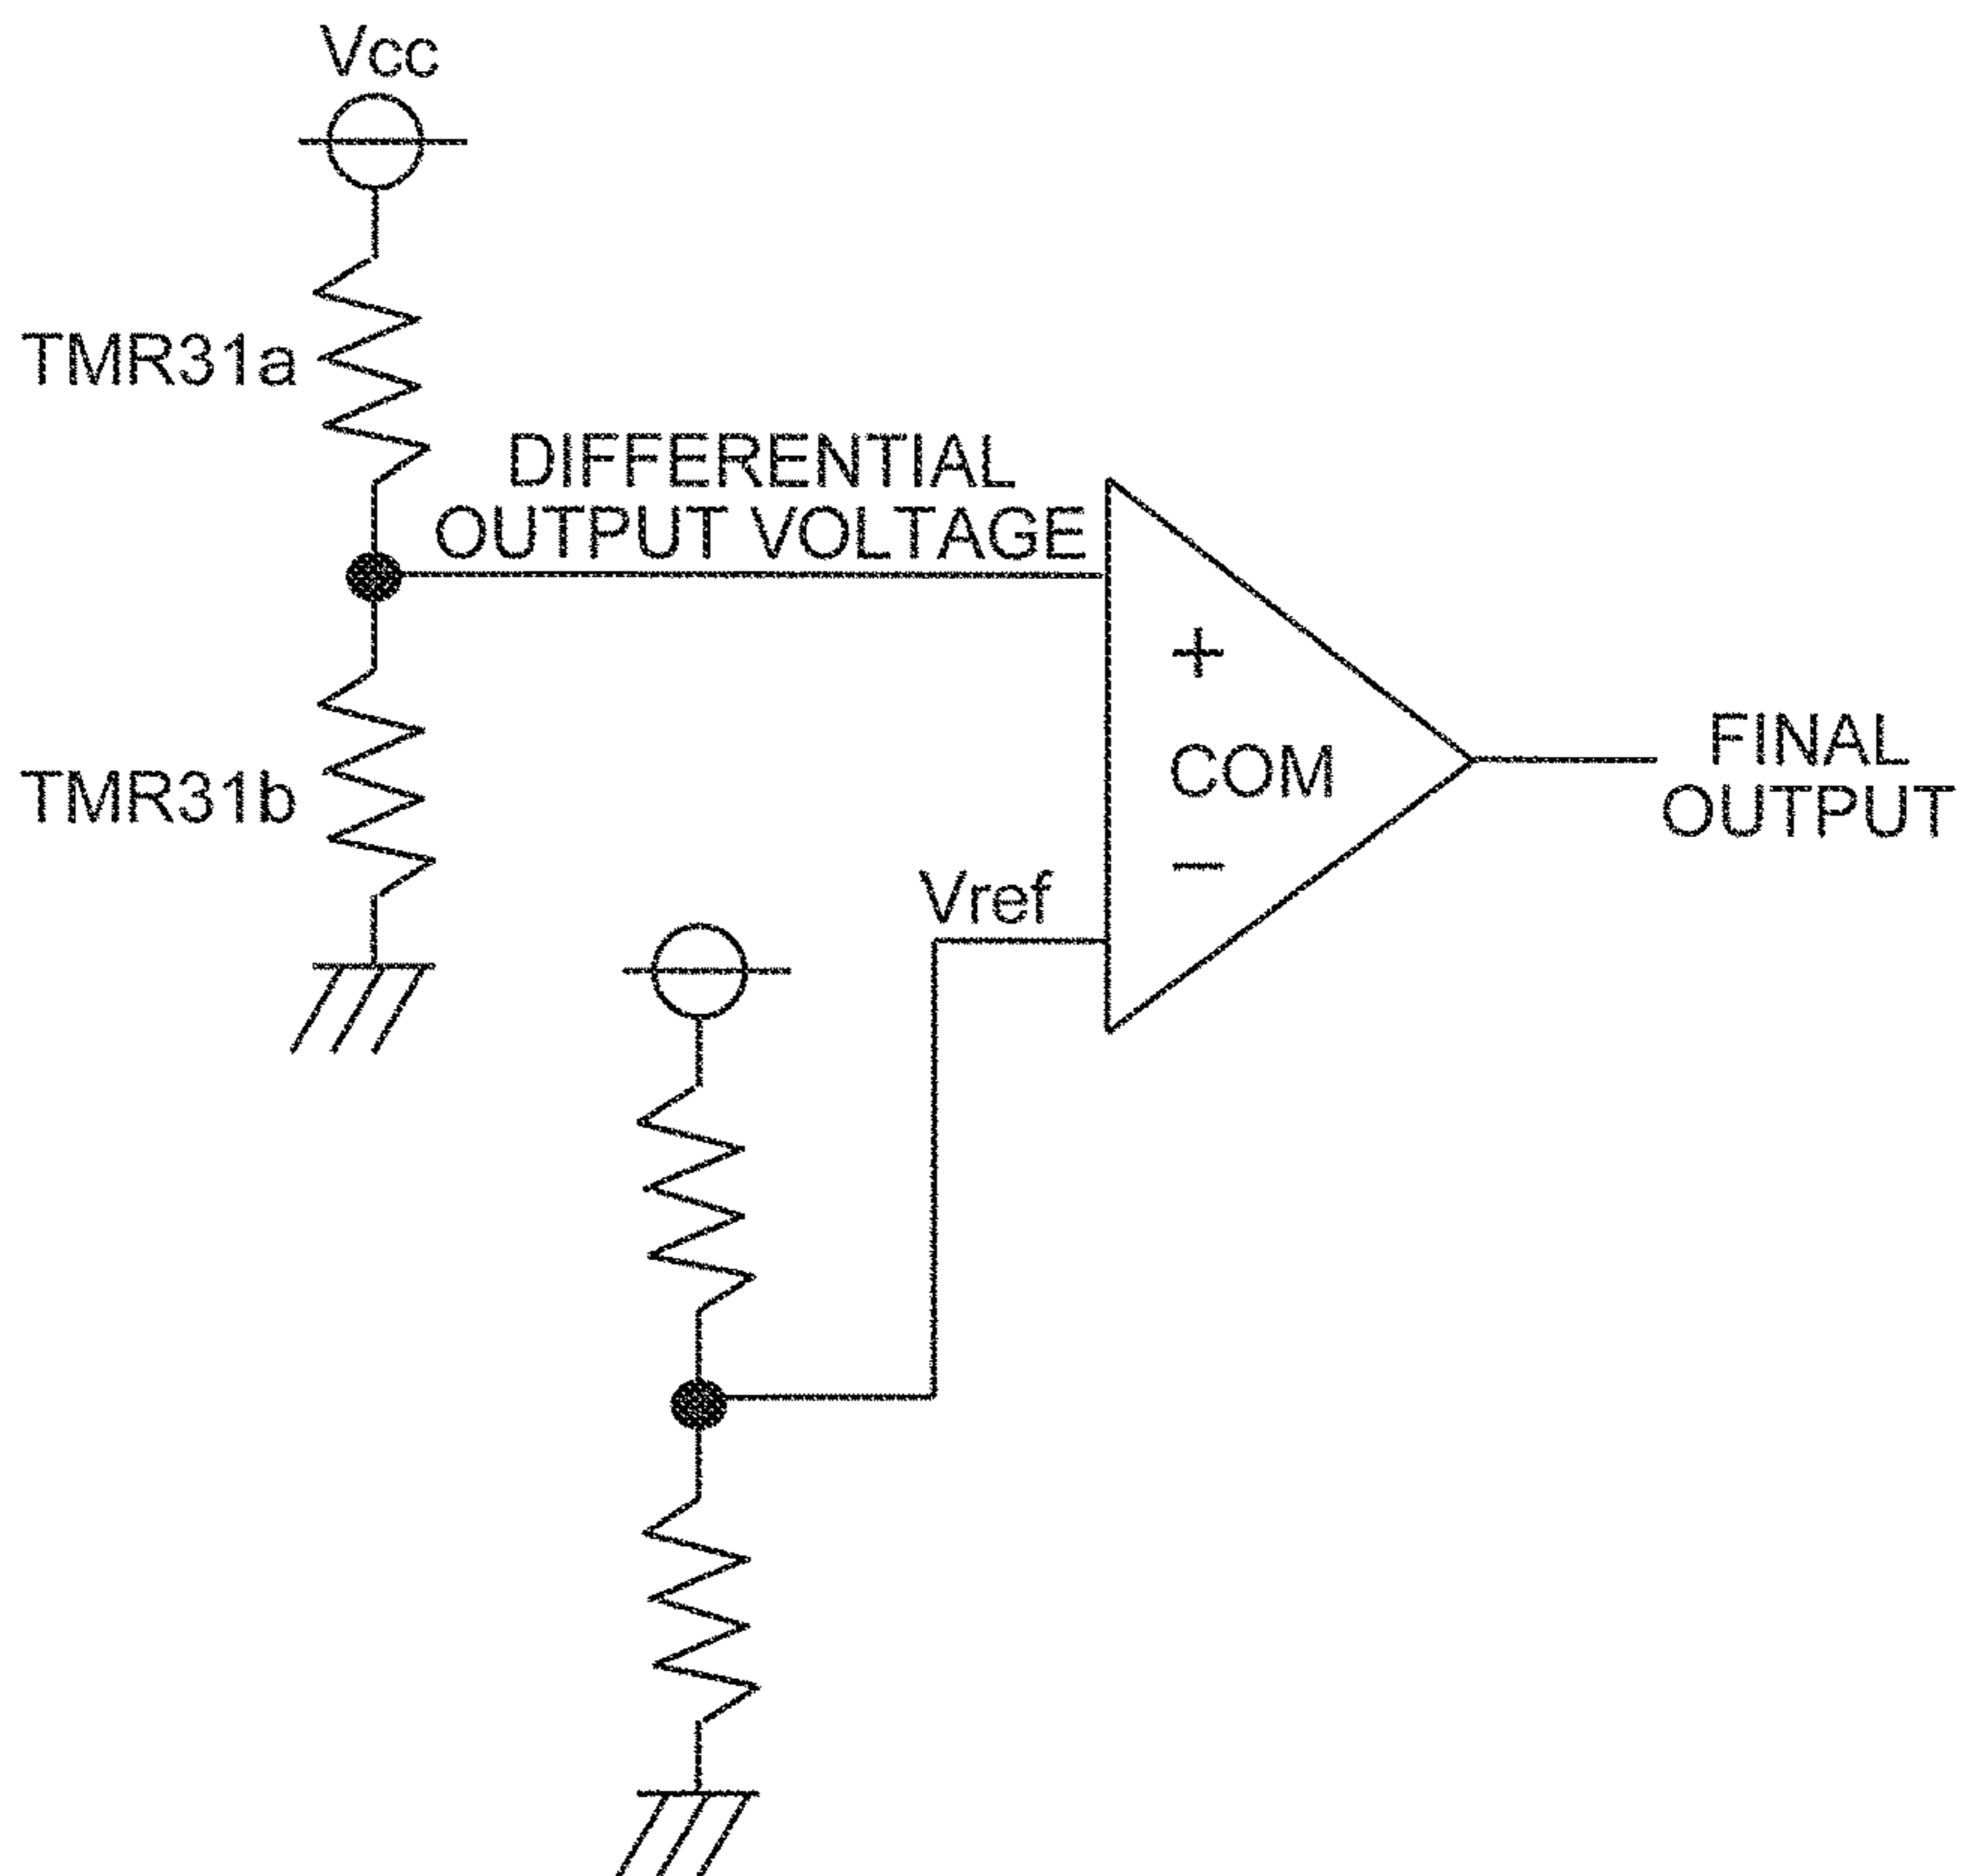 Vcc
TMR31a
DIFFERENTIAL
OUTPUT VOLTAGE
+
COM
−
FINAL
OUTPUT
TMR31b
Vref